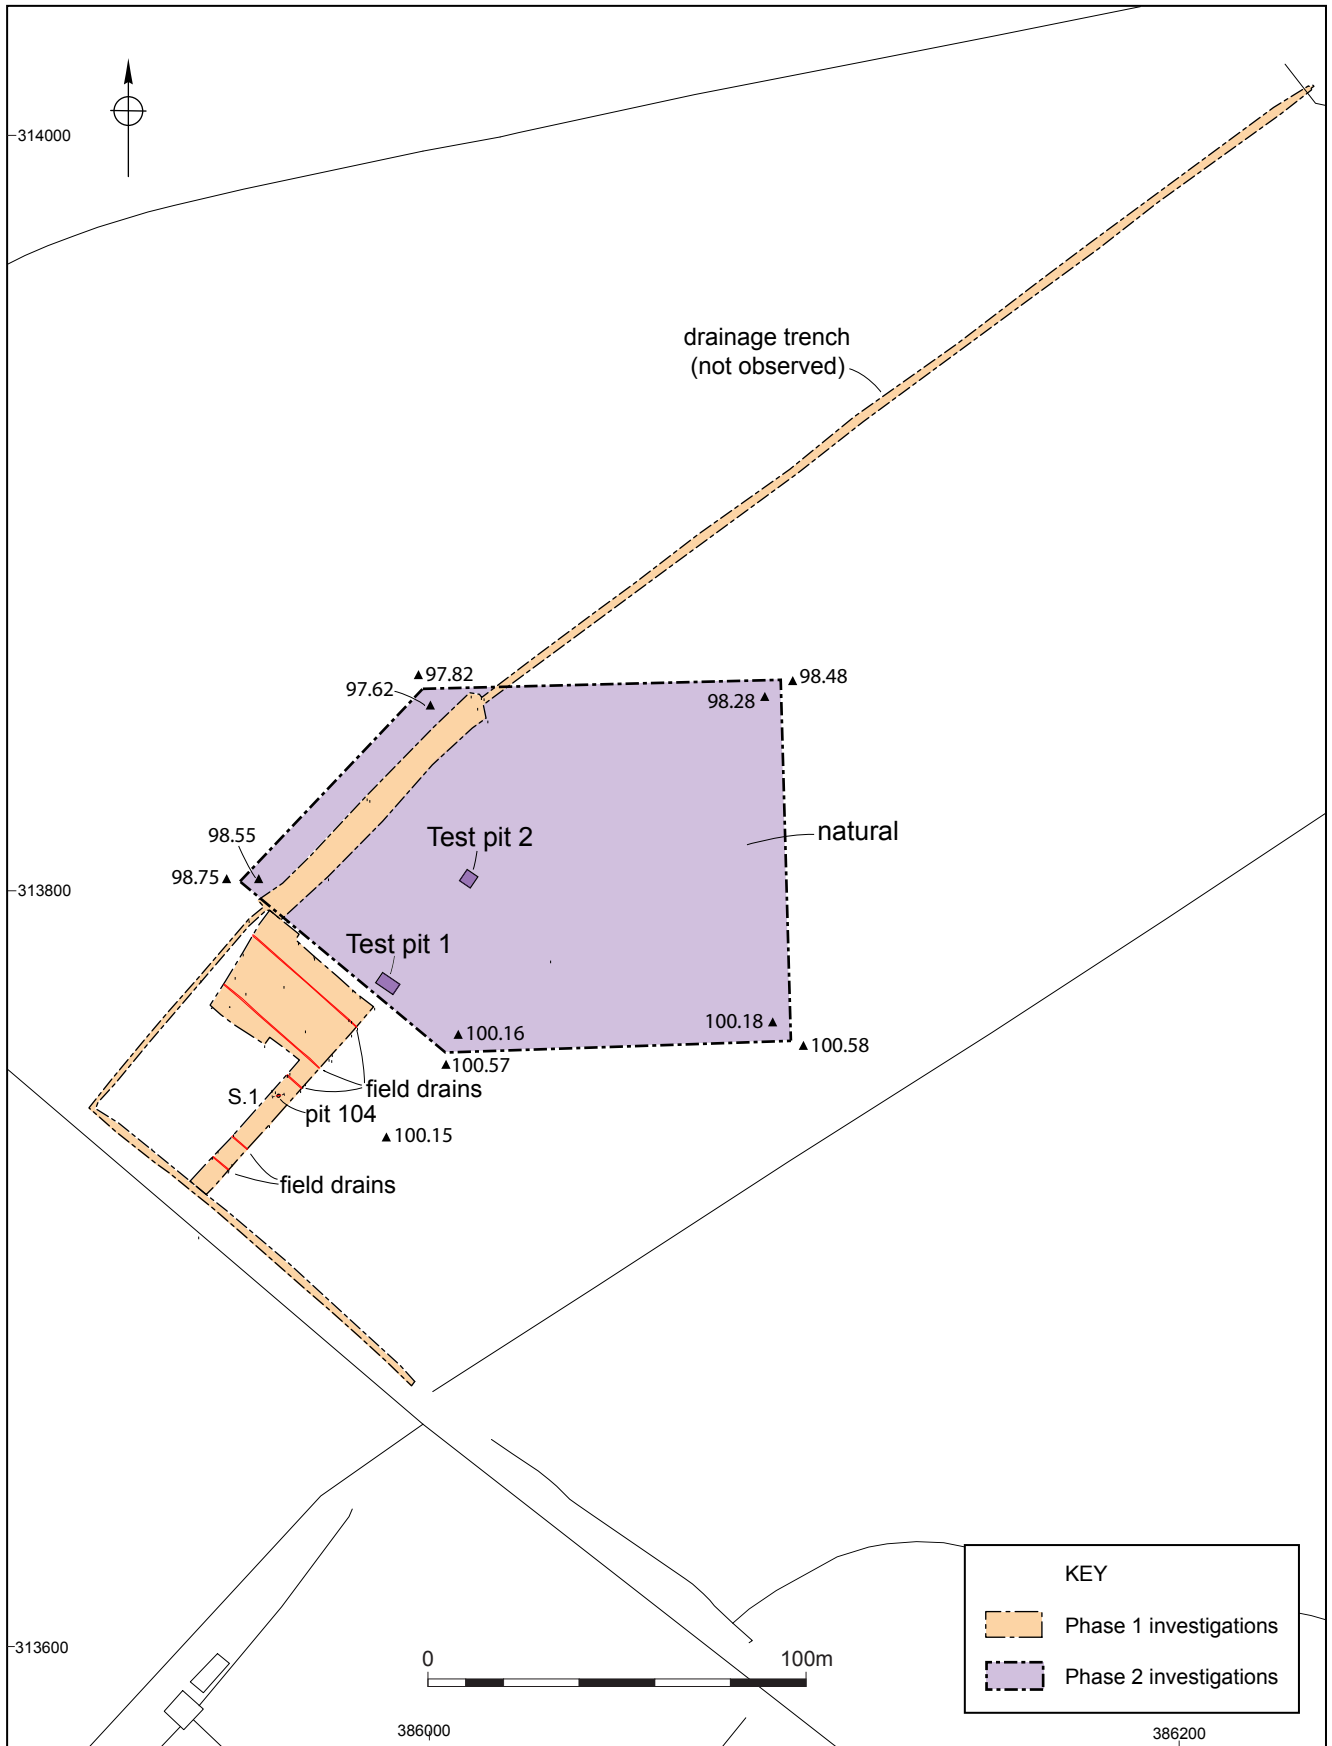 314000
drainage trench
(not observed)
97.82
97.62
98.48
98.28
98.55
98.75
Test pit 2
natural
313800
Test pit 1
100.16
100.18
100.57
100.58
field drains
S.1
pit 104
100.15
field drains
KEY
Phase 1 investigations
Phase 2 investigations
313600
0
100m
386000
386200